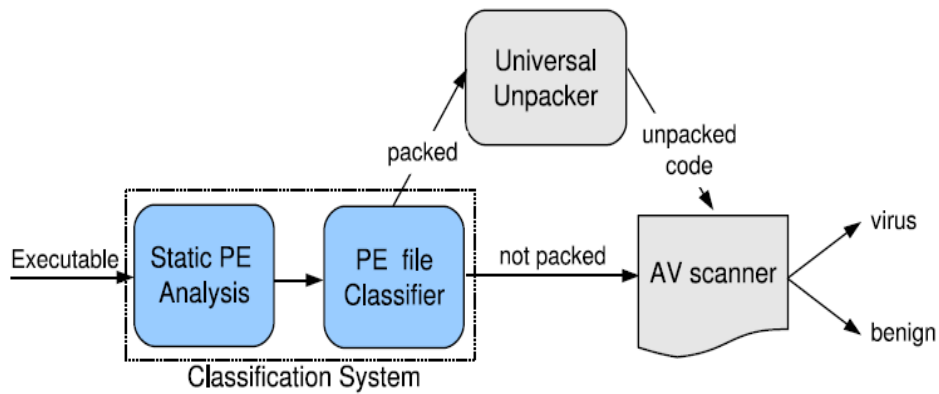 Universal
Unpacker
packed
unpacked
code
Executable
Static PE
Analysis
PE file
Classifier
not packed
AV scanner
virus
benign
Classification System